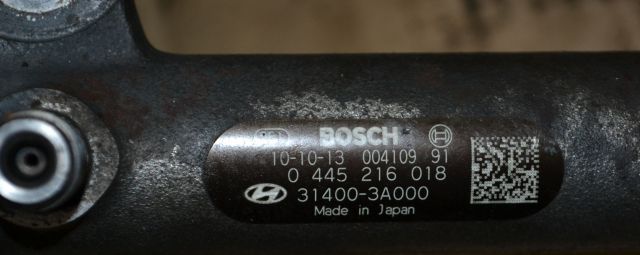 BOSCH
10-10-13 004109 91
0 445 216 018
31400-3A000
Made in Japan